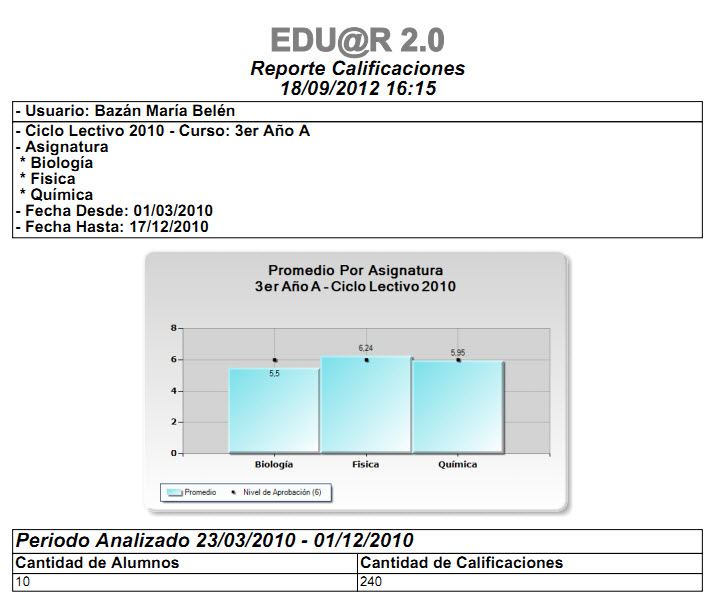 EDU@R 2.0
Reporte Calificaciones
18/09/2012 16:15
- Usuario: Bazán María Belén
- Ciclo Lectivo 2010 - Curso: 3er Año A
- Asignatura
* Biología
* Fisica
* Química
- Fecha Desde: 01/03/2010
- Fecha Hasta: 17/12/2010
Promedio Por Asignatura
3er Año A - Ciclo Lectivo 2010
8
6
4
2
0
5,5
6,24
5,95
Biología Fisica Química
Promedio Nivel de Aprobación (6)
Periodo Analizado 23/03/2010 - 01/12/2010
Cantidad de Alumnos Cantidad de Calificaciones
10 240